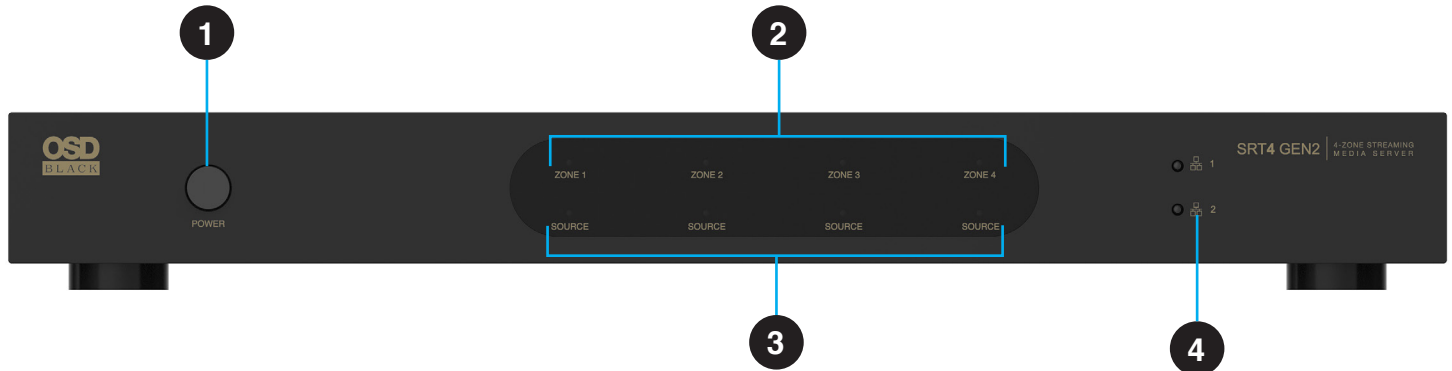 1
2
OSD
BLACK
POWER
ZONE 1 ZONE 2 ZONE 3 ZONE 4
SOURCE SOURCE SOURCE SOURCE
1
2
SRT4 GEN2 4-ZONE STREAMING
MEDIA SERVER
3
4